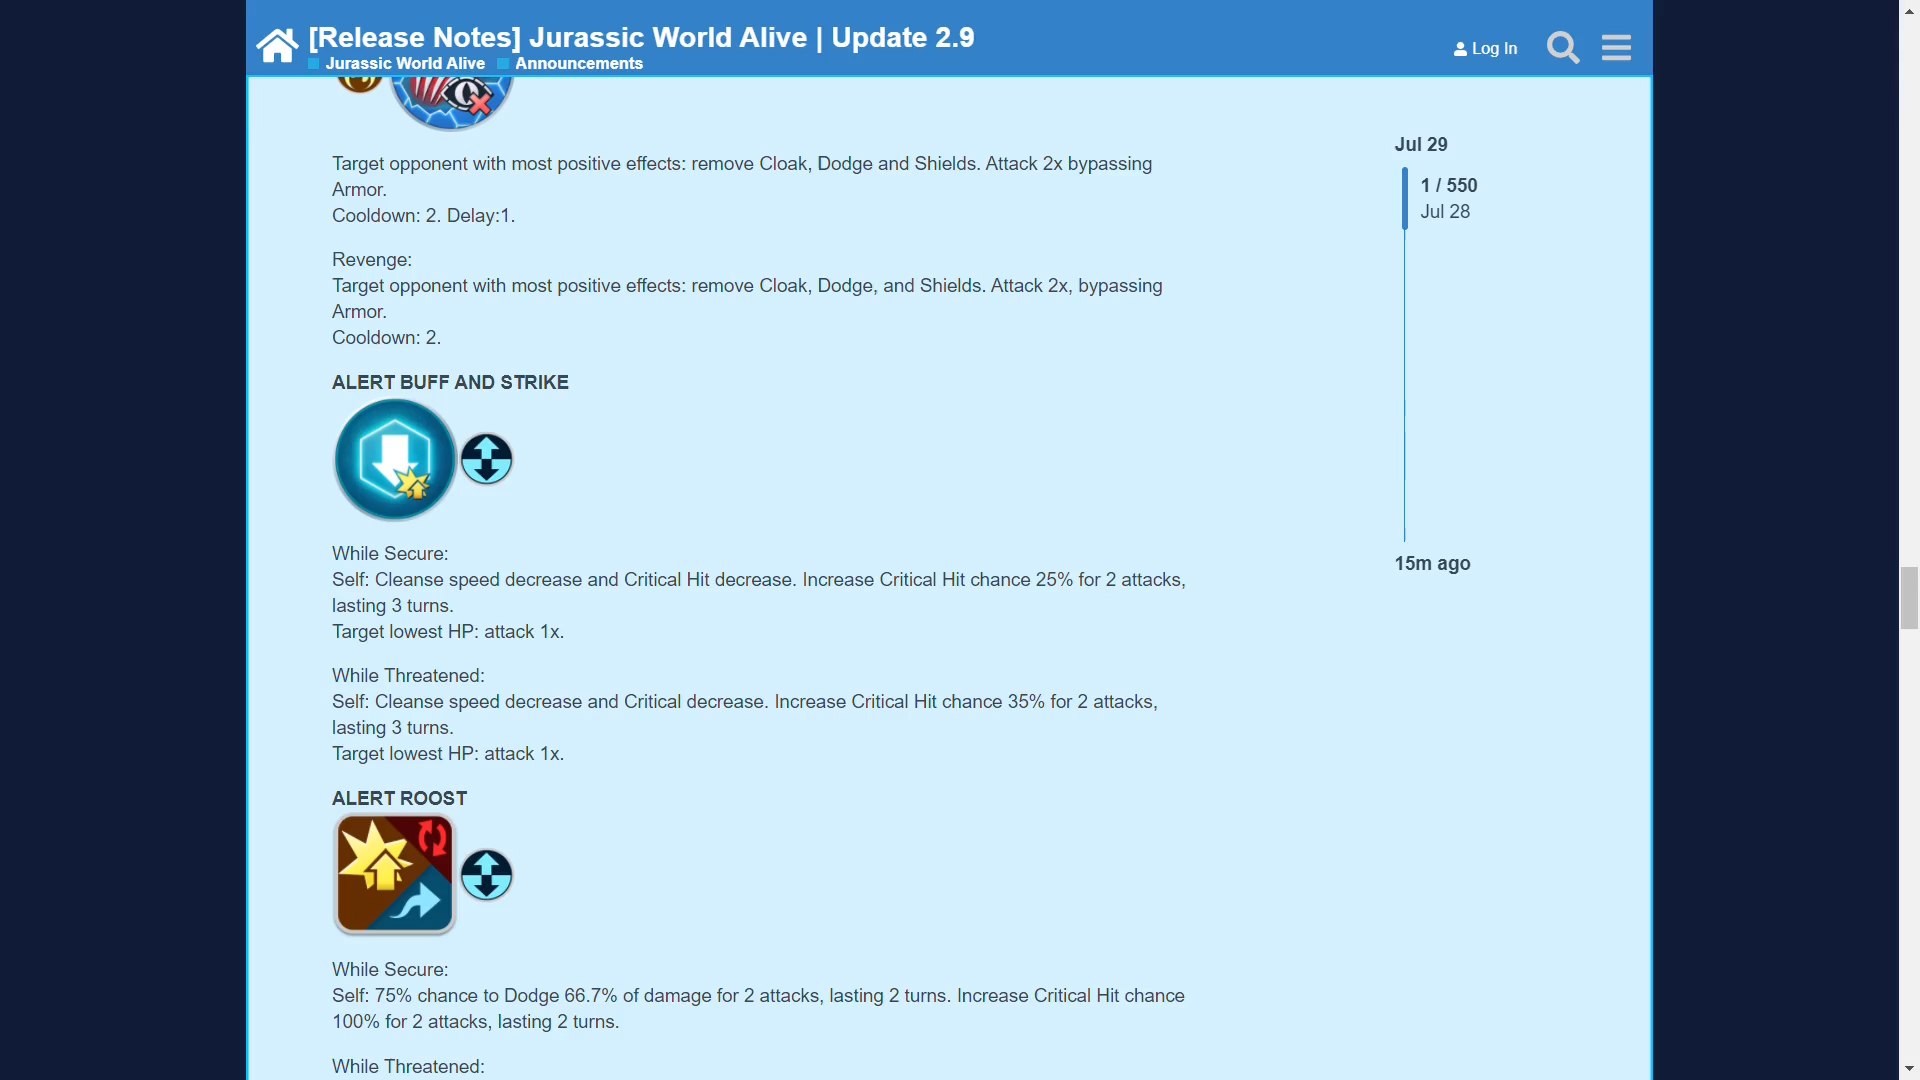 [Release Notes] Jurassic World Alive | Update 2.9
Jurassic World Alive Announcements
Log In
Target opponent with most positive effects: remove Cloak, Dodge and Shields. Attack 2x bypassing
Armor.
Cooldown: 2. Delay:1.
Revenge:
Target opponent with most positive effects: remove Cloak, Dodge, and Shields. Attack 2x, bypassing
Armor.
Cooldown: 2.
ALERT BUFF AND STRIKE
While Secure:
Self: Cleanse speed decrease and Critical Hit decrease. Increase Critical Hit chance 25% for 2 attacks,
lasting 3 turns.
Target lowest HP: attack 1x.
While Threatened:
Self: Cleanse speed decrease and Critical decrease. Increase Critical Hit chance 35% for 2 attacks,
lasting 3 turns.
Target lowest HP: attack 1x.
ALERT ROOST
While Secure:
Self: 75% chance to Dodge 66.7% of damage for 2 attacks, lasting 2 turns. Increase Critical Hit chance
100% for 2 attacks, lasting 2 turns.
While Threatened:
Jul 29
1 / 550
Jul 28
15m ago